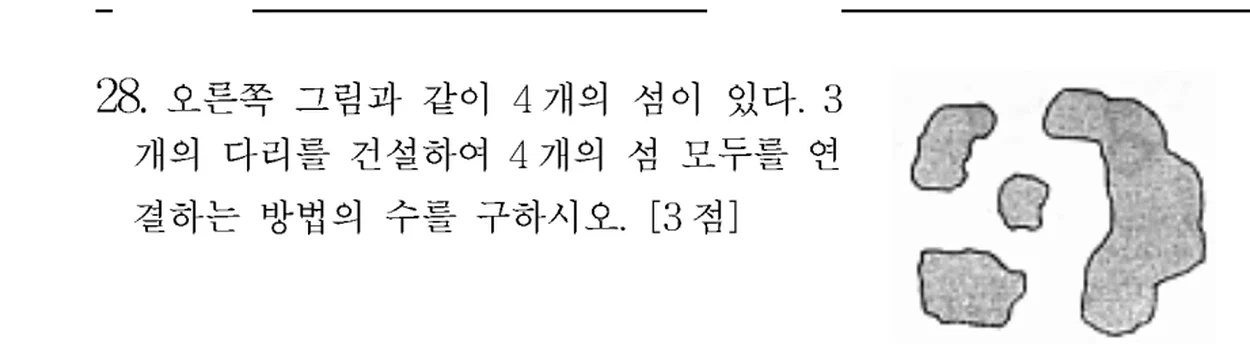 28. 오른쪽 그림과 같이 4개의 섬이 있다. 3
개의 다리를 건설하여 4개의 섬 모두를 연
결하는 방법의 수를 구하시오. [3점]